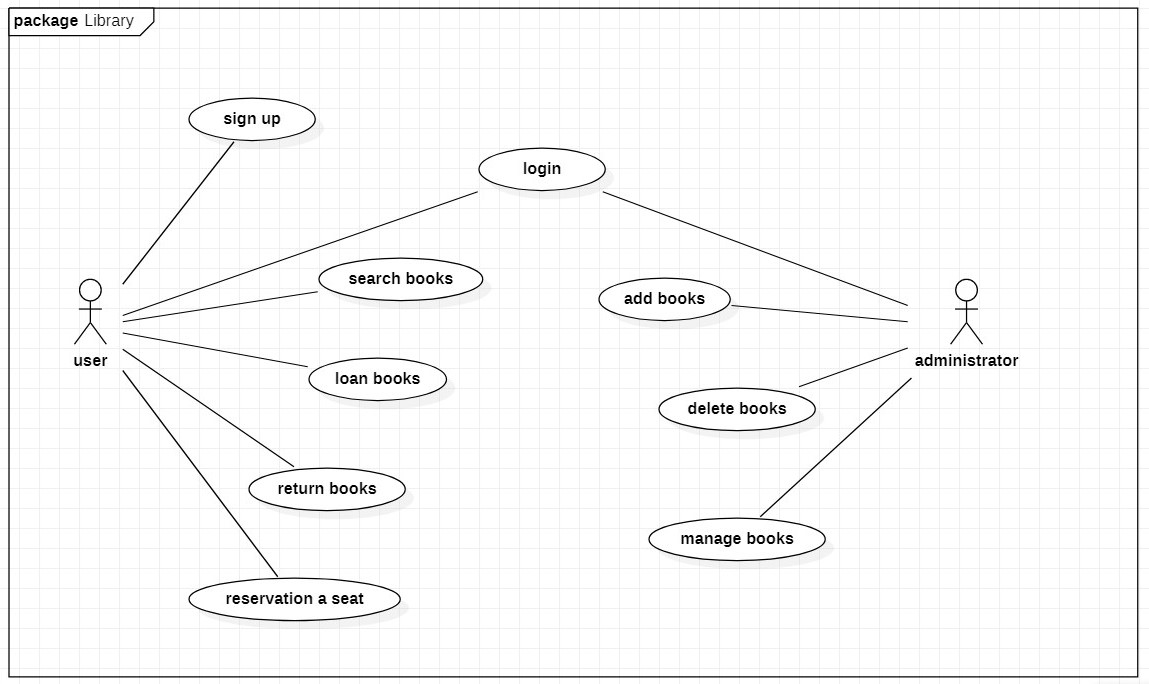 package Library
sign up
login
search books
add books
user
administrator
loan books
delete books
return books
manage books
reservation a seat